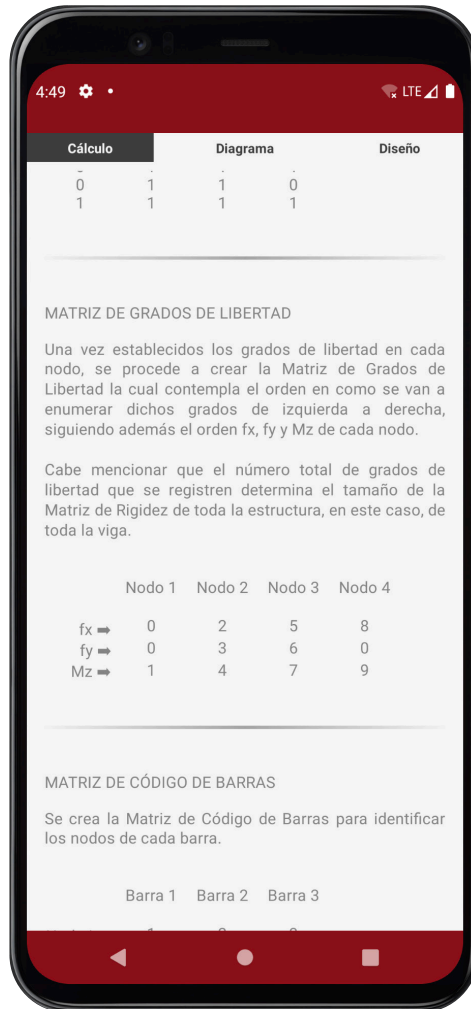 4:49
LTE
Cálculo Diagrama Diseño
0 1 1 0
1 1 1 1
MATRIZ DE GRADOS DE LIBERTAD
Una vez establecidos los grados de libertad en cada
nodo, se procede a crear la Matriz de Grados de
Libertad la cual contempla el orden en como se van a
enumerar dichos grados de izquierda a derecha,
siguiendo además el orden fx, fy y Mz de cada nodo.
Cabe mencionar que el número total de grados de
libertad que se registren determina el tamaño de la
Matriz de Rigidez de toda la estructura, en este caso, de
toda la viga.
Nodo 1 Nodo 2 Nodo 3 Nodo 4
fx ➡ 0 2 5 8
fy ➡ 0 3 6 0
Mz ➡ 1 4 7 9
MATRIZ DE CÓDIGO DE BARRAS
Se crea la Matriz de Código de Barras para identificar
los nodos de cada barra.
Barra 1 Barra 2 Barra 3